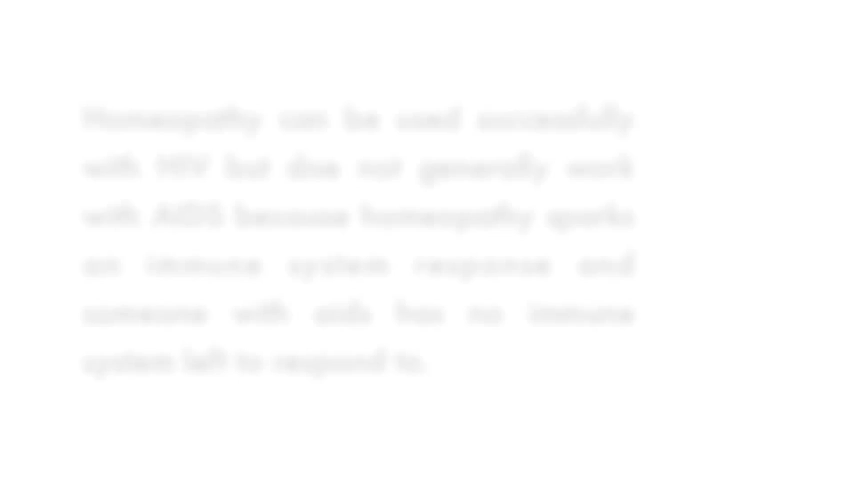 Homeopathy can be used successfully
with HIV but doe not generally work
with AIDS because homeopathy sparks
an immune system response and
someone with aids has no immune
system left to respond to.